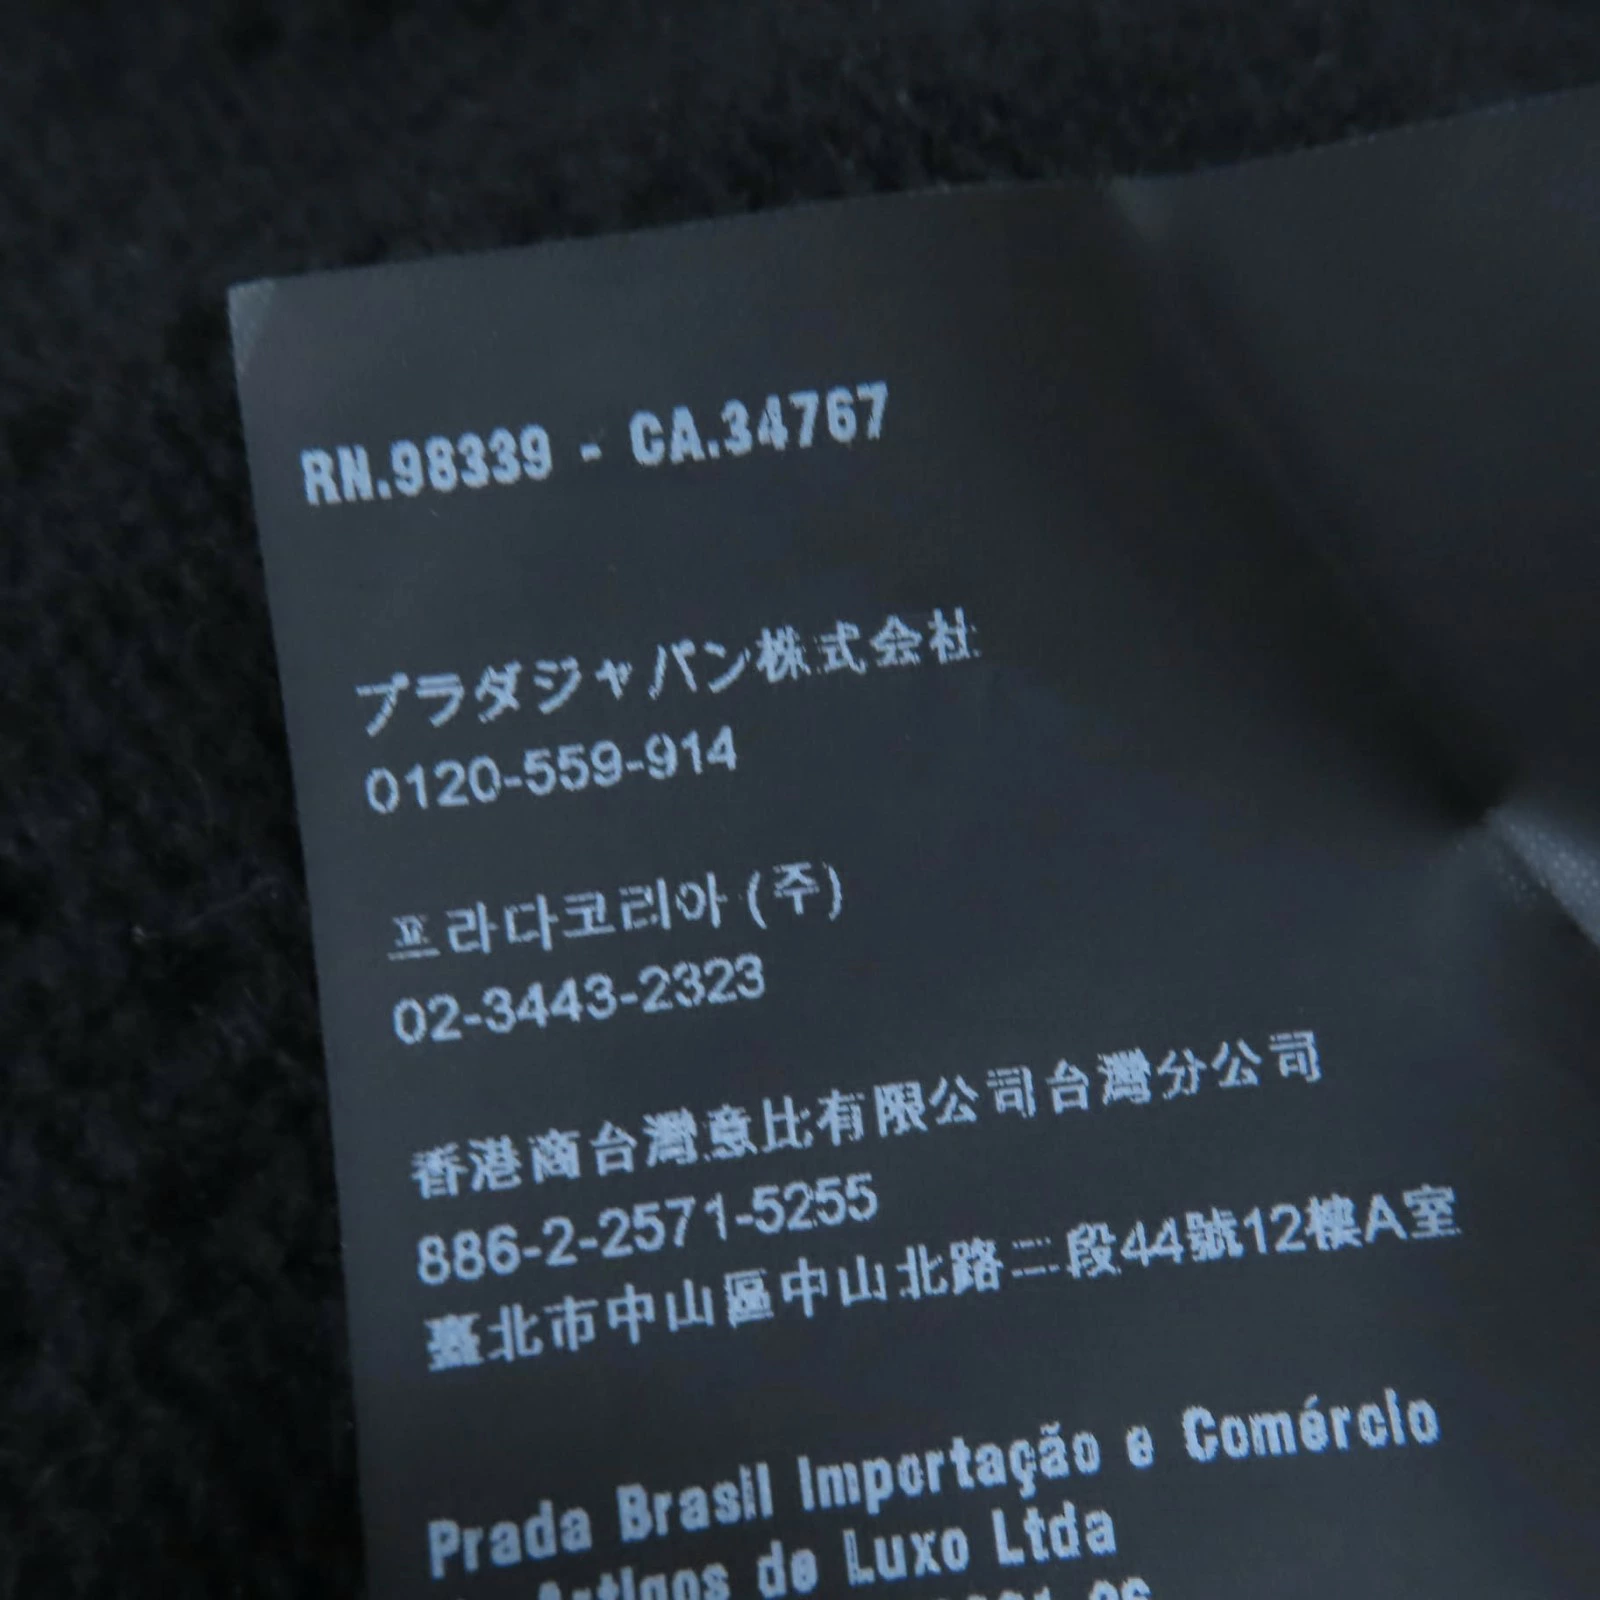 RN.98339 - CA.34767
プラダジャパン株式会社
0120-559-914
프라다코리아 (주)
02-3443-2323
香港商台灣意比有限公司台灣分公司
886-2-2571-5255
臺北市中山區中山北路二段44號12樓A室
Prada Brasil Importação e Comércio
Artigos de Luxo Ltda